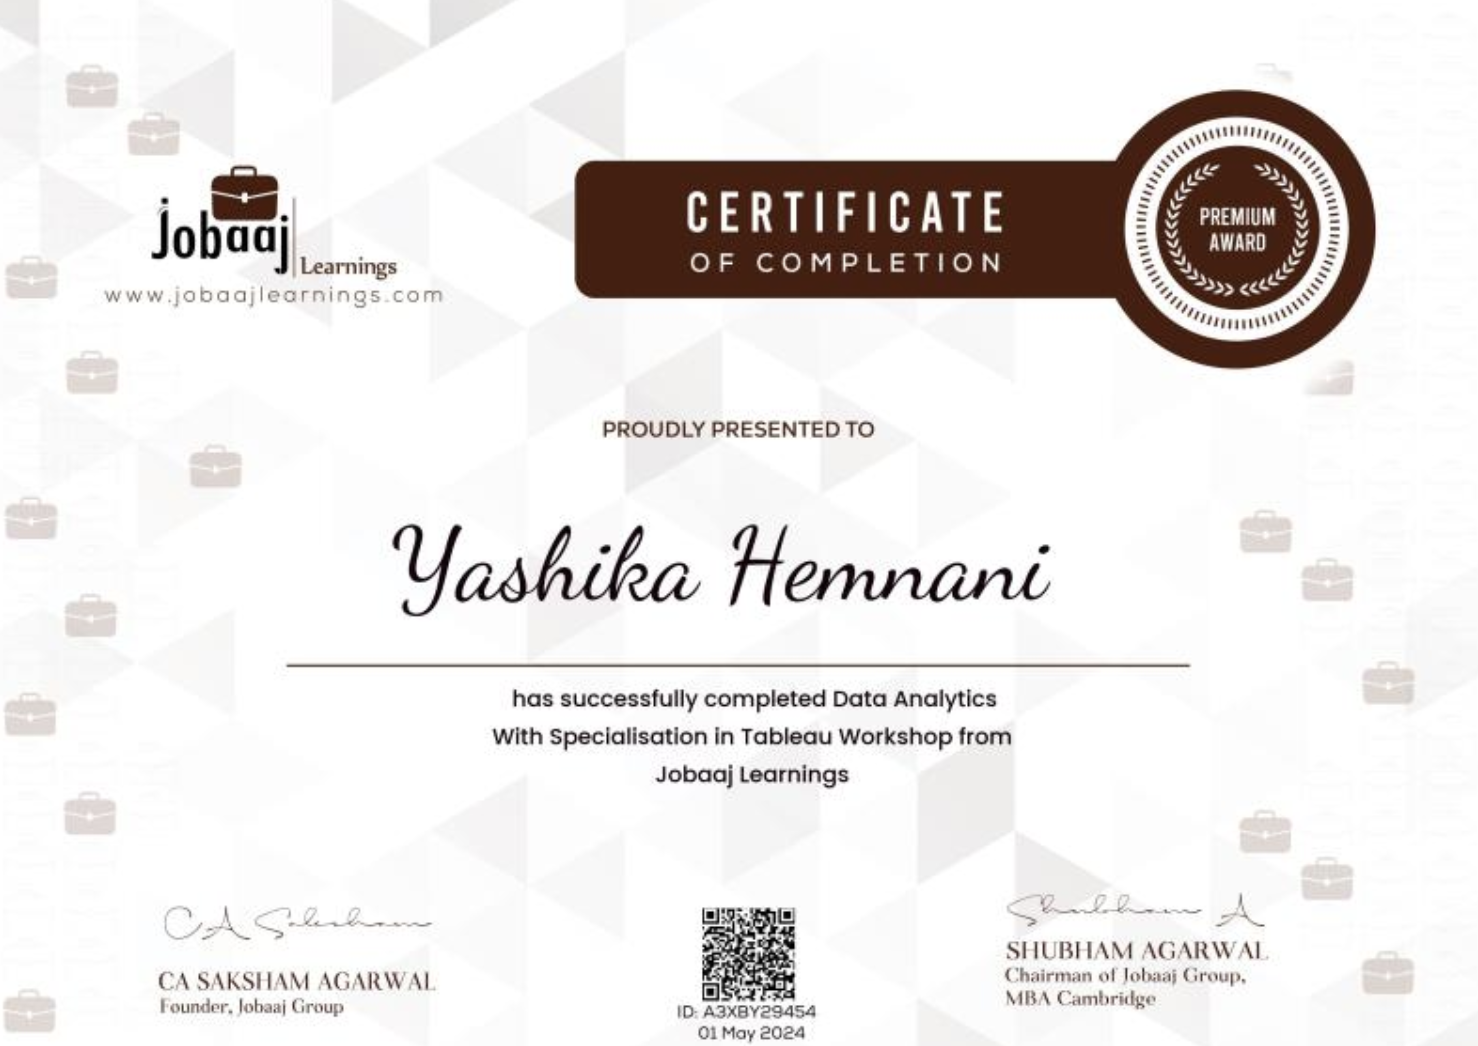 jobaaj
Learnings
www.jobaajlearnings.com
CERTIFICATE
OF COMPLETION
PREMIUM
AWARD
PROUDLY PRESENTED TO
Yashika Hemnani
has successfully completed Data Analytics
With Specialisation in Tableau Workshop from
Jobaaj Learnings
CA Saksham
CA SAKSHAM AGARWAL
Founder, Jobaaj Group
ID: A3XBY29454
01 May 2024
Shubham A
SHUBHAM AGARWAL
Chairman of Jobaaj Group,
MBA Cambridge